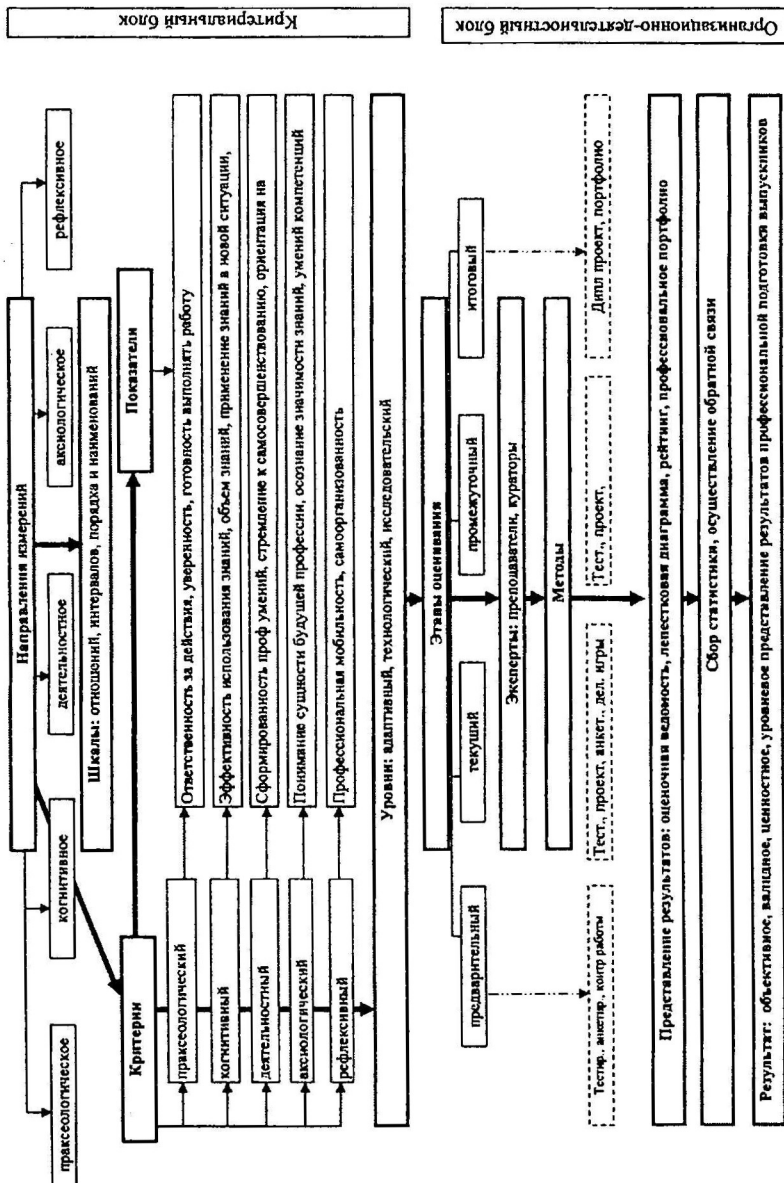 Критериальный блок
Направления измерений
праксеологическое
когнитивное
деятельностное
аксиологическое
рефлексивное
Шкалы: отношений, интервалов, порядка и наименований
Критерии
Показатели
праксеологический
Ответственность за действия, уверенность, готовность выполнять работу
когнитивный
Эффективность использования знаний, объем знаний, применение знаний в новой ситуации,
деятельностный
Сформированность проф умений, стремление к самосовершенствованию, ориентация на
аксиологический
Понимание сущности будущей профессии, осознание значимости знаний, умений компетенций
рефлексивный
Профессиональная мобильность, самоорганизованность
Уровни: адаптивный, технологический, исследовательский
Организационно-деятельностный блок
Этапы оценивания
предварительный
текущий
промежуточный
итоговый
Эксперты: преподаватели, кураторы
Методы
Тестир, анкетир, контр работы
Тест., проект, анкет., дел. игры
Тест., проект,
Дипл проект, портфолио
Представление результатов: оценочная ведомость, лепестковая диаграмма, рейтинг, профессиональное портфолио
Сбор статистики, осуществление обратной связи
Результат: объективное, валидное, ценностное, уровневое представление результатов профессиональной подготовки выпускников